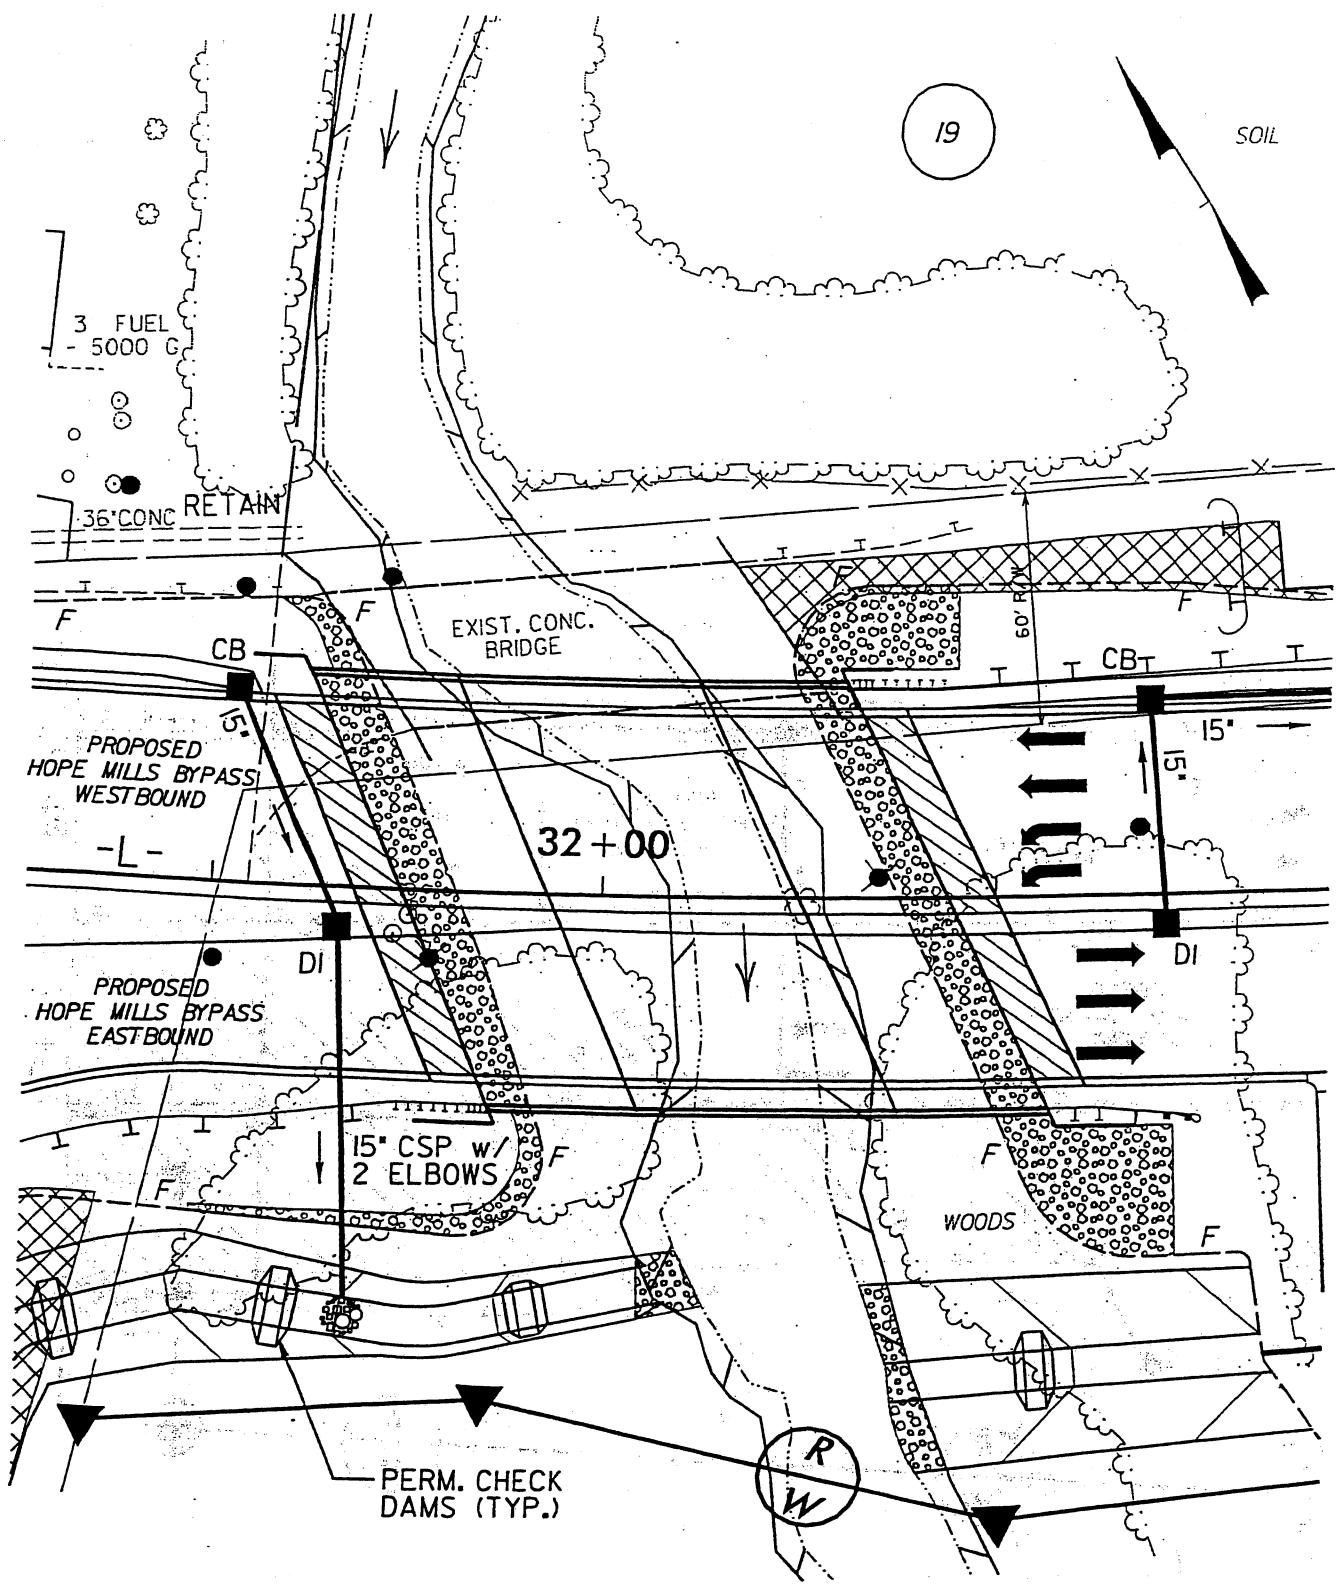 19
SOIL
3 FUEL
- 5000 G
36" CONC
RETAIN
F
F
EXIST. CONC.
BRIDGE
F
60' R/W
F
F
CB
CB
15"
15"
15"
PROPOSED
HOPE MILLS BYPASS
WESTBOUND
-L-
32+00
DI
DI
PROPOSED
HOPE MILLS BYPASS
EASTBOUND
15" CSP W/
2 ELBOWS
F
F
F
WOODS
F
R
W
PERM. CHECK
DAMS (TYP.)